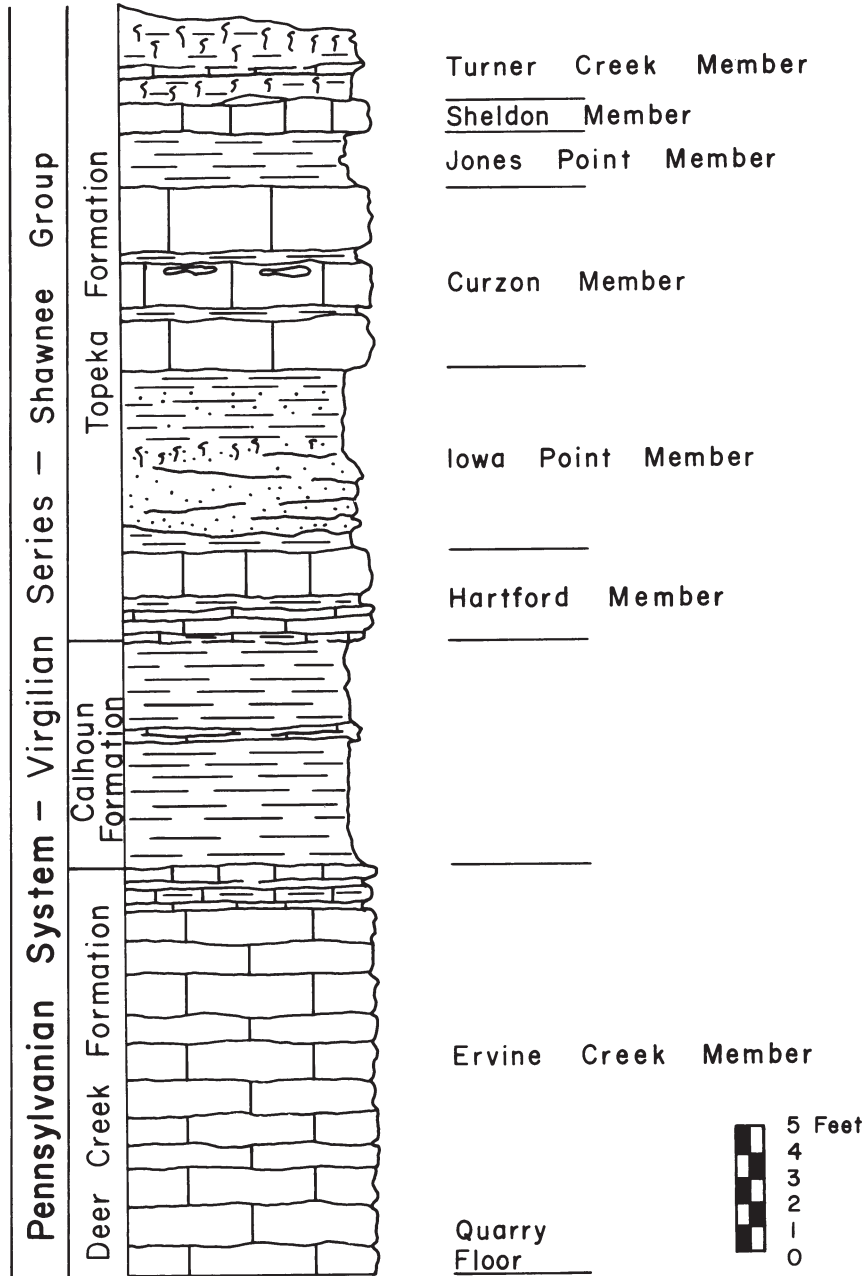 Pennsylvanian System – Virgilian Series – Shawnee Group
Topeka Formation
Calhoun
Formation
Deer Creek Formation
Turner Creek Member
Sheldon Member
Jones Point Member
Curzon Member
Iowa Point Member
Hartford Member
Ervine Creek Member
Quarry
Floor
5 Feet
4
3
2
1
0